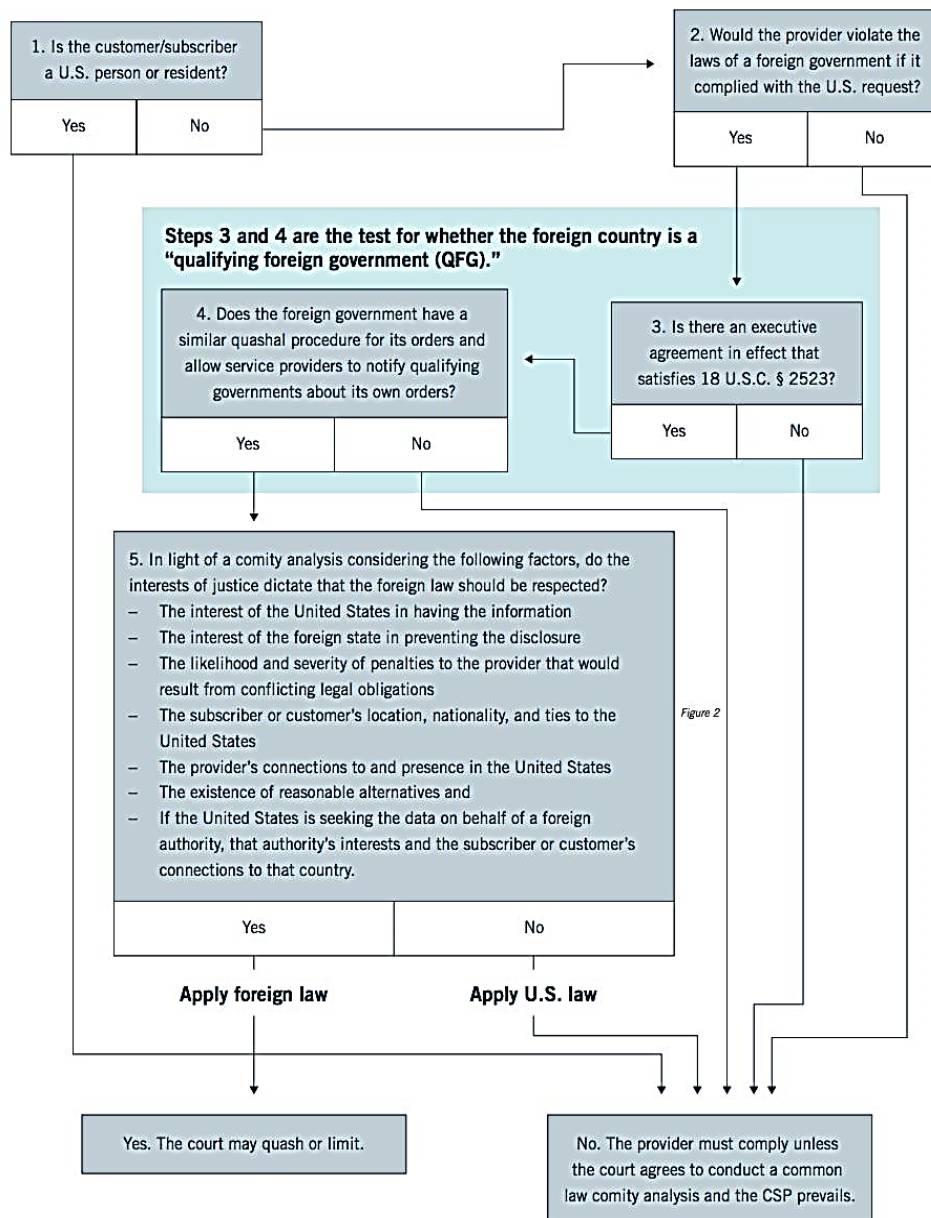 1. Is the customer/subscriber
a U.S. person or resident?
Yes
No
2. Would the provider violate the
laws of a foreign government if it
complied with the U.S. request?
Yes
No
Steps 3 and 4 are the test for whether the foreign country is a
“qualifying foreign government (QFG).”
3. Is there an executive
agreement in effect that
satisfies 18 U.S.C. § 2523?
Yes
No
4. Does the foreign government have a
similar quashal procedure for its orders and
allow service providers to notify qualifying
governments about its own orders?
Yes
No
5. In light of a comity analysis considering the following factors, do the
interests of justice dictate that the foreign law should be respected?
– The interest of the United States in having the information
– The interest of the foreign state in preventing the disclosure
– The likelihood and severity of penalties to the provider that would
result from conflicting legal obligations
– The subscriber or customer’s location, nationality, and ties to the
United States
– The provider’s connections to and presence in the United States
– The existence of reasonable alternatives and
– If the United States is seeking the data on behalf of a foreign
authority, that authority’s interests and the subscriber or customer’s
connections to that country.
Yes
No
Figure 2
Apply foreign law
Apply U.S. law
Yes. The court may quash or limit.
No. The provider must comply unless
the court agrees to conduct a common
law comity analysis and the CSP prevails.